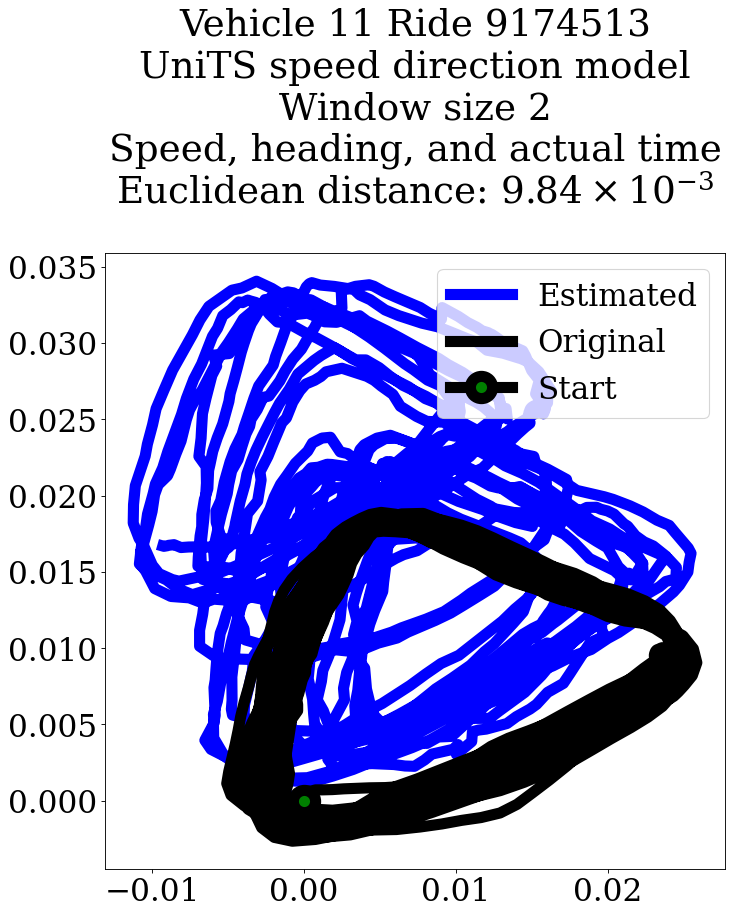 Vehicle 11 Ride 9174513
UniTS speed direction model
Window size 2
Speed, heading, and actual time
Euclidean distance: 9.84 × 10⁻³
0.035
Estimated
0.030
Original
Start
0.025
0.020
0.015
0.010
0.005
0.000
−0.01 0.00 0.01 0.02